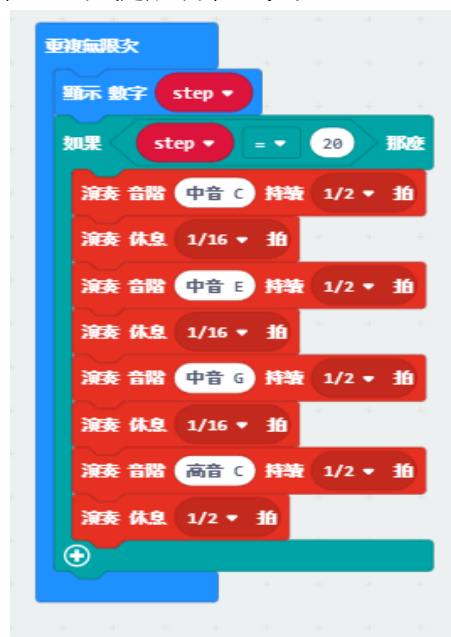 重複無限次
顯示 數字 step
如果 step = 20 那麼
演奏 音階 中音 C 持續 1/2 拍
演奏 休息 1/16 拍
演奏 音階 中音 E 持續 1/2 拍
演奏 休息 1/16 拍
演奏 音階 中音 G 持續 1/2 拍
演奏 休息 1/16 拍
演奏 音階 高音 C 持續 1/2 拍
演奏 休息 1/2 拍